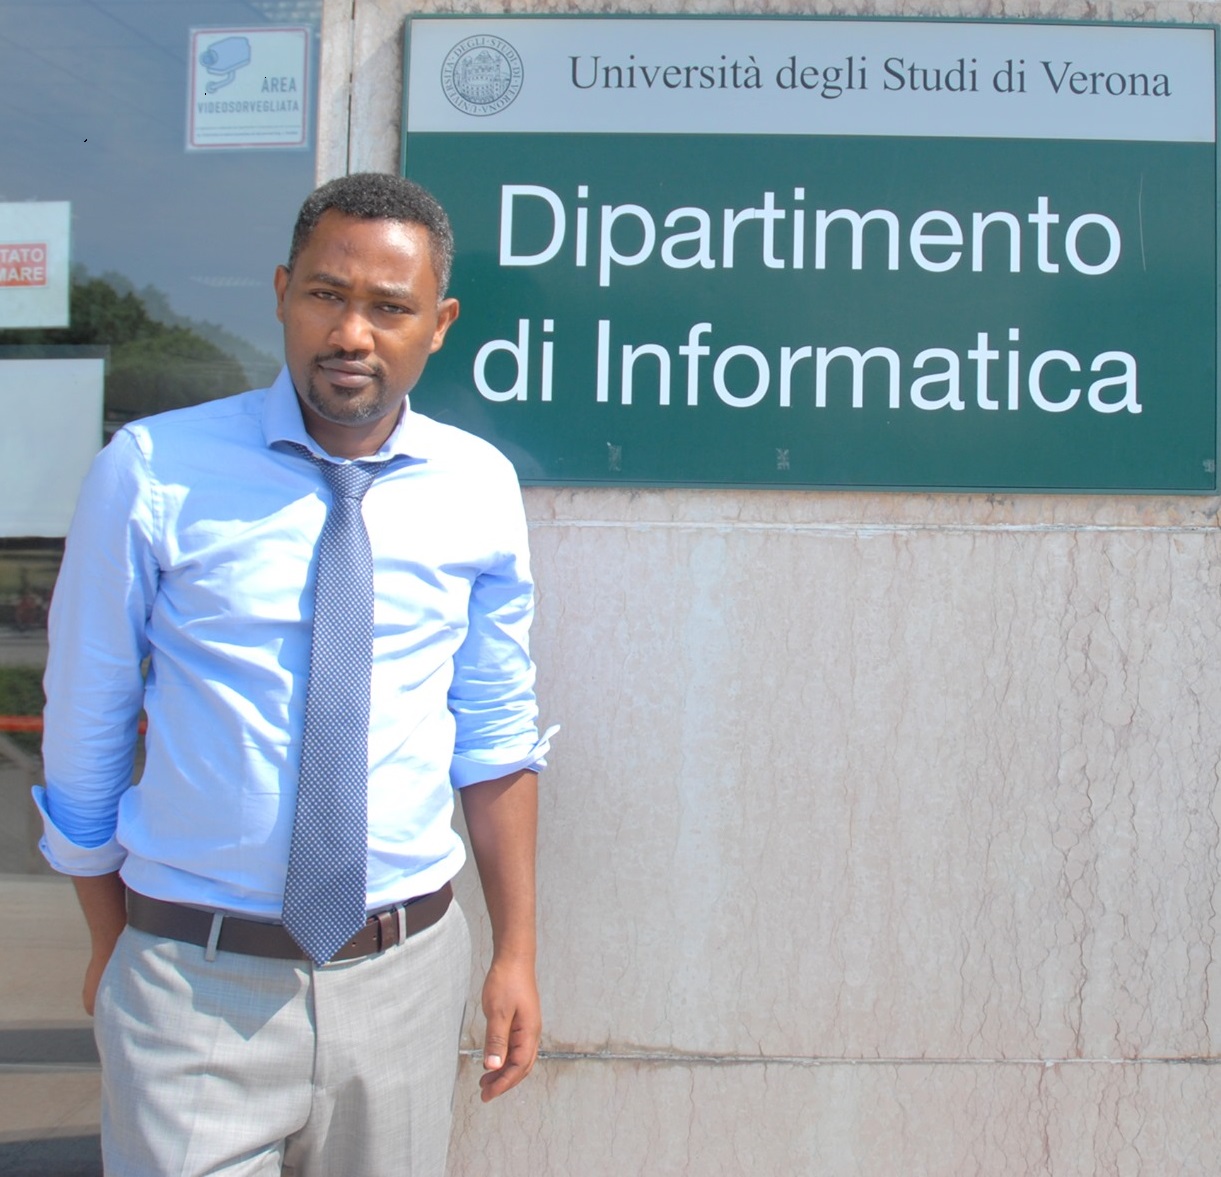 AREA
VIDEOSORVEGLIATA
TATO
MARE
Università degli Studi di Verona
Dipartimento
di Informatica